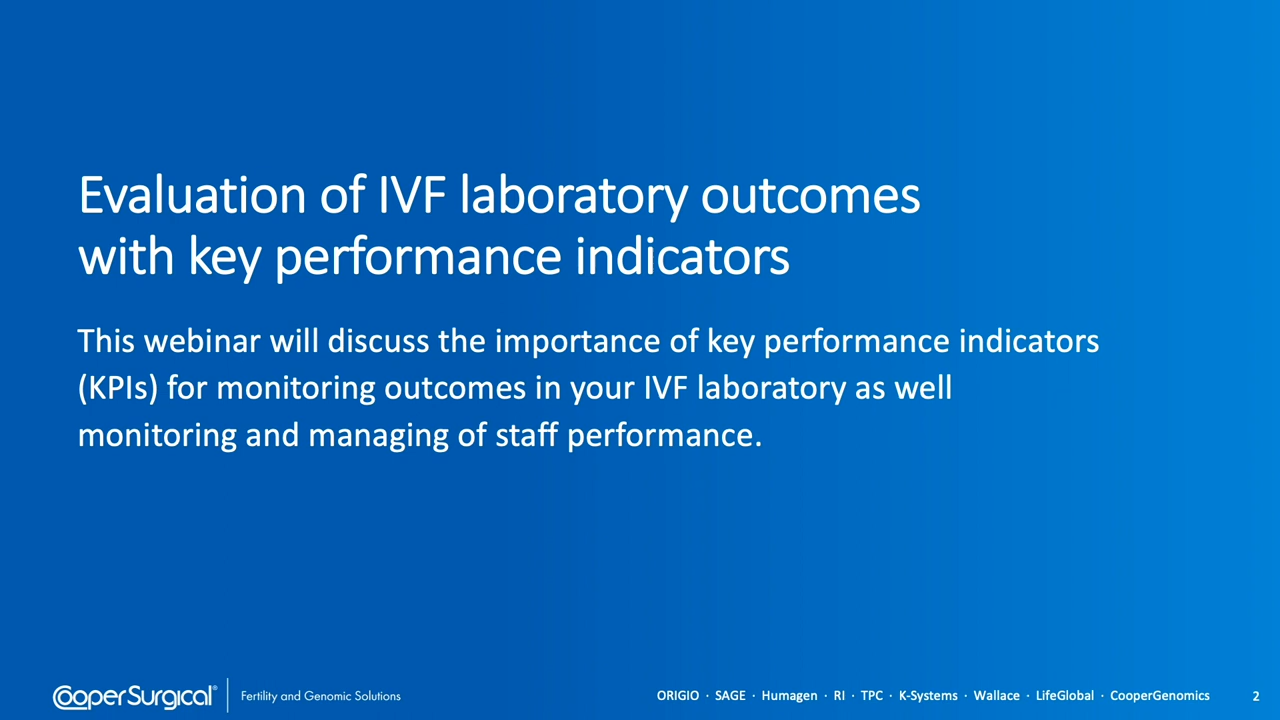 Evaluation of IVF laboratory outcomes
with key performance indicators
This webinar will discuss the importance of key performance indicators
(KPIs) for monitoring outcomes in your IVF laboratory as well
monitoring and managing of staff performance.
CooperSurgical® Fertility and Genomic Solutions
ORIGIO · SAGE · Humagen · RI · TPC · K-Systems · Wallace · LifeGlobal · CooperGenomics 2